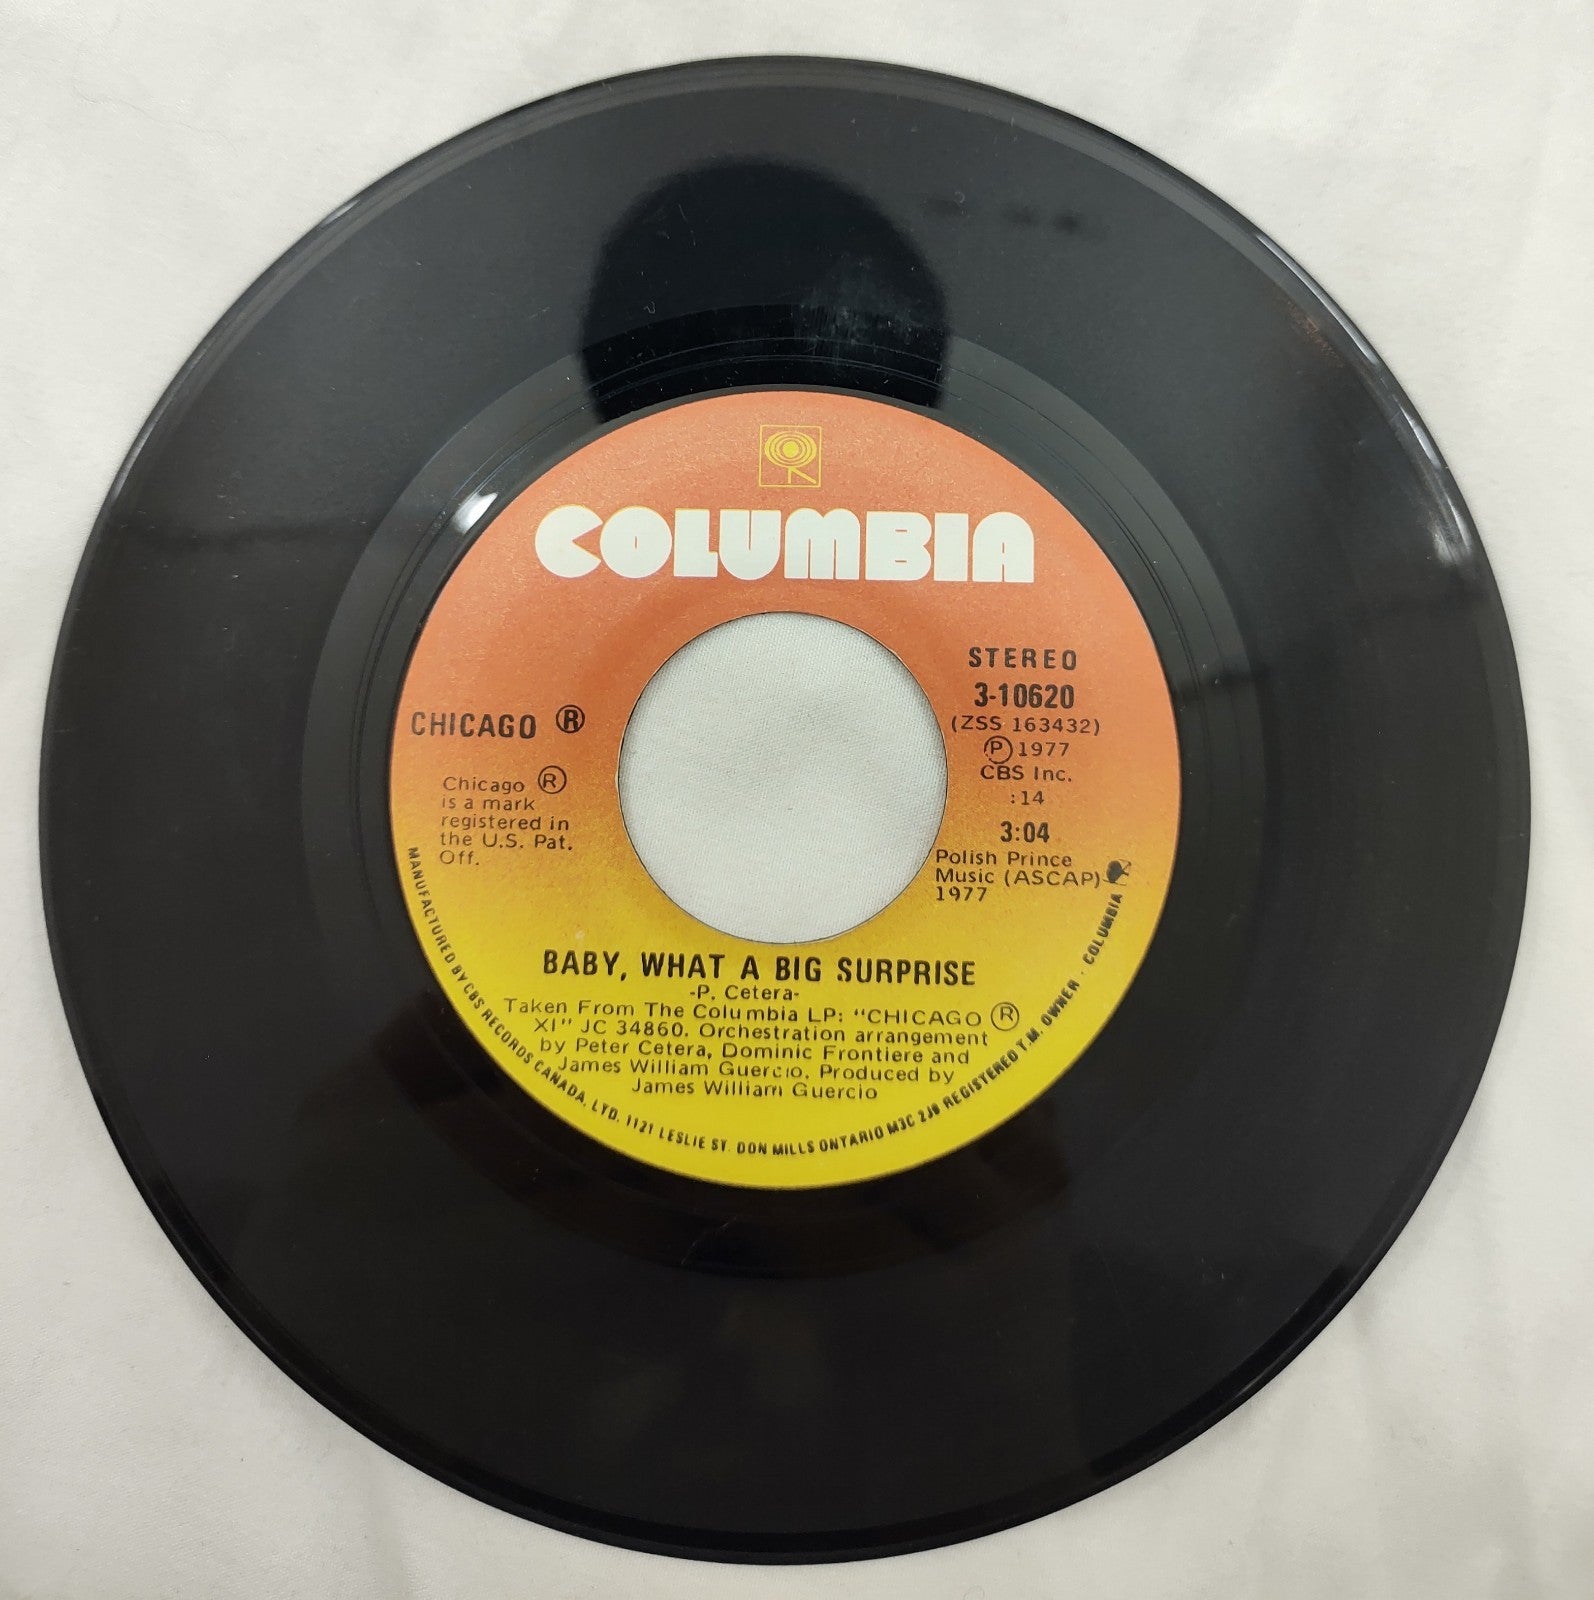 COLUMBIA
STEREO
3-10620
(ZSS 163432)
Ⓟ 1977
CBS Inc.
:14
3:04
Polish Prince
Music (ASCAP)
1977
CHICAGO ®
Chicago ®
is a mark
registered in
the U.S. Pat.
Off.
BABY, WHAT A BIG SURPRISE
-P. Cetera-
Taken From The Columbia LP: "CHICAGO ®
XI" JC 34860. Orchestration arrangement
by Peter Cetera, Dominic Frontiere and
James William Guercio. Produced by
James William Guercio
MANUFACTURED BY CBS RECORDS CANADA, LTD. 1121 LESLIE ST. DON MILLS ONTARIO M3C 2J9 REGISTERED T.M. OWNER · COLUMBIA